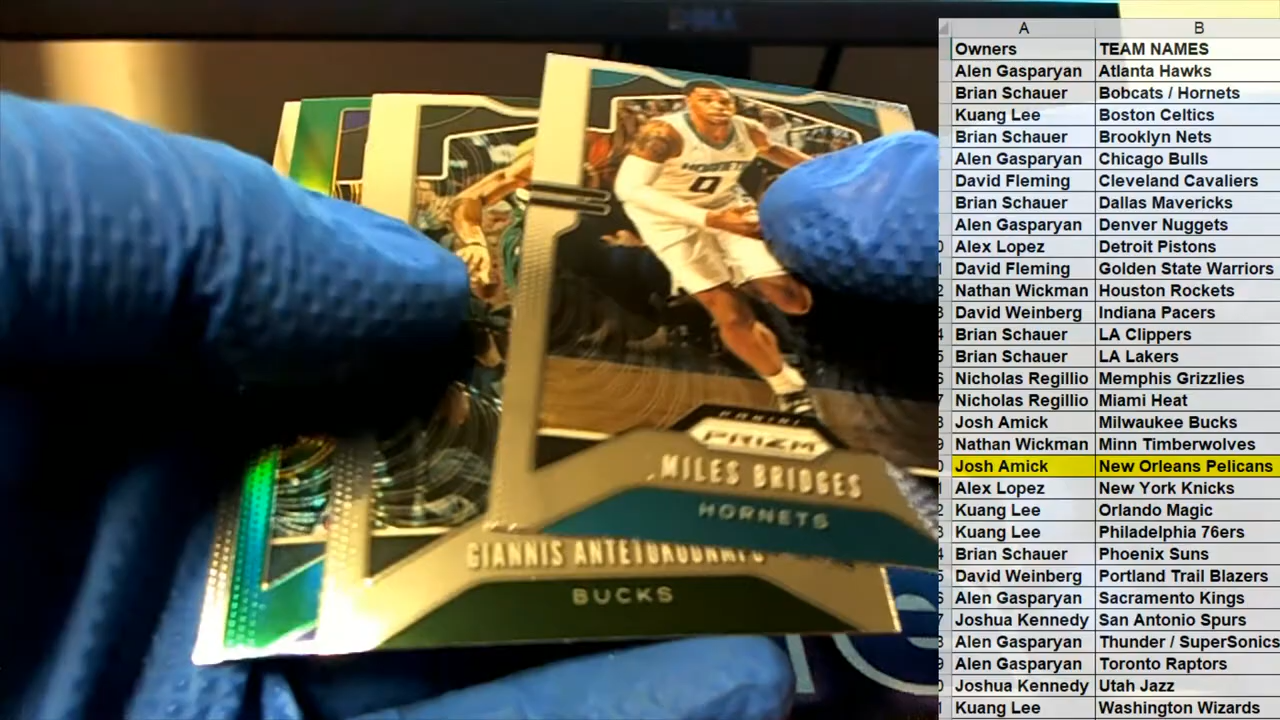 DELL
A B
Owners TEAM NAMES
Alen Gasparyan Atlanta Hawks
Brian Schauer Bobcats / Hornets
Kuang Lee Boston Celtics
Brian Schauer Brooklyn Nets
Alen Gasparyan Chicago Bulls
David Fleming Cleveland Cavaliers
Brian Schauer Dallas Mavericks
Alen Gasparyan Denver Nuggets
Alex Lopez Detroit Pistons
David Fleming Golden State Warriors
Nathan Wickman Houston Rockets
David Weinberg Indiana Pacers
Brian Schauer LA Clippers
Brian Schauer LA Lakers
Nicholas Regillio Memphis Grizzlies
Nicholas Regillio Miami Heat
Josh Amick Milwaukee Bucks
Nathan Wickman Minn Timberwolves
Josh Amick New Orleans Pelicans
Alex Lopez New York Knicks
Kuang Lee Orlando Magic
Kuang Lee Philadelphia 76ers
Brian Schauer Phoenix Suns
David Weinberg Portland Trail Blazers
Alen Gasparyan Sacramento Kings
Joshua Kennedy San Antonio Spurs
Alen Gasparyan Thunder / SuperSonics
Alen Gasparyan Toronto Raptors
Joshua Kennedy Utah Jazz
Kuang Lee Washington Wizards
HORNETS
0
PANINI
PRIZM
MILES BRIDGES
HORNETS
GIANNIS ANTETOKOUNMPO
BUCKS